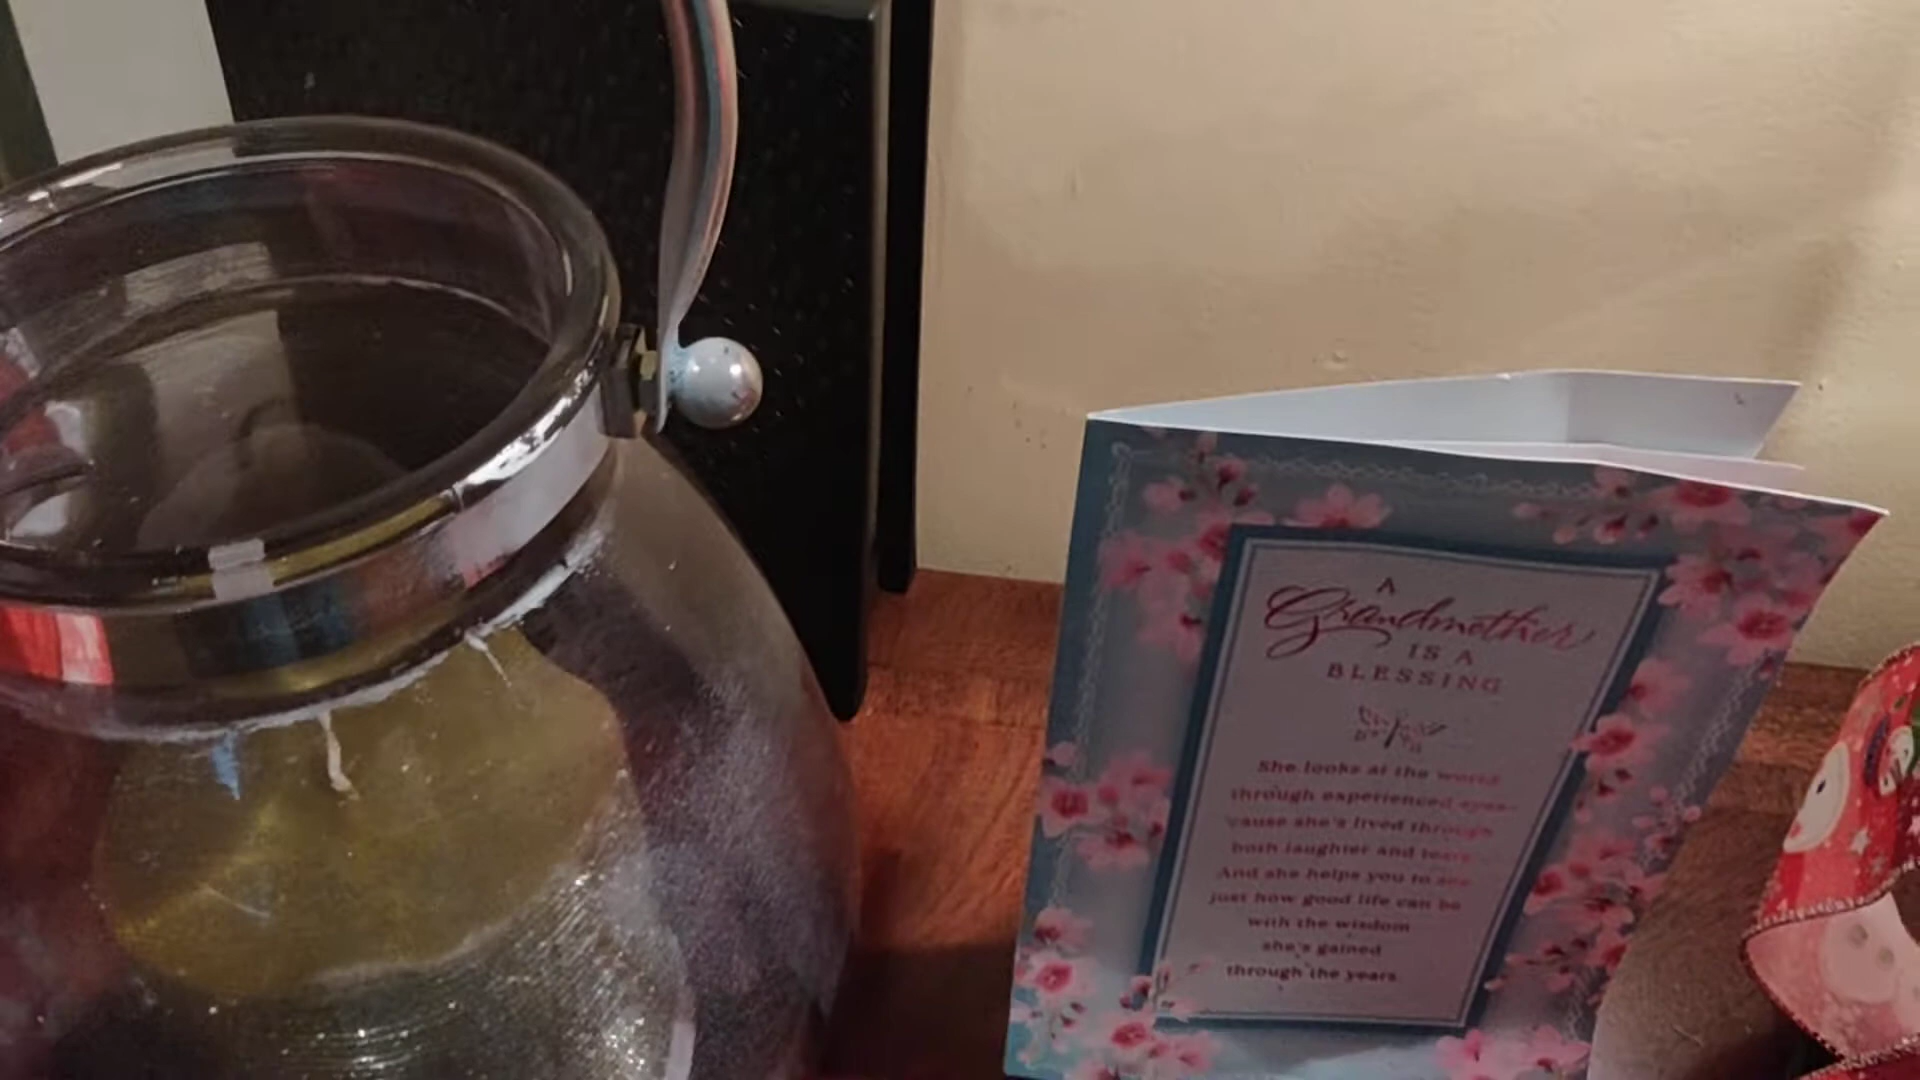 A
Grandmother
IS A
BLESSING
She looks at the world
through experienced eyes
'cause she's lived through
both laughter and tears
And she helps you to see
just how good life can be
with the wisdom
she's gained
through the years